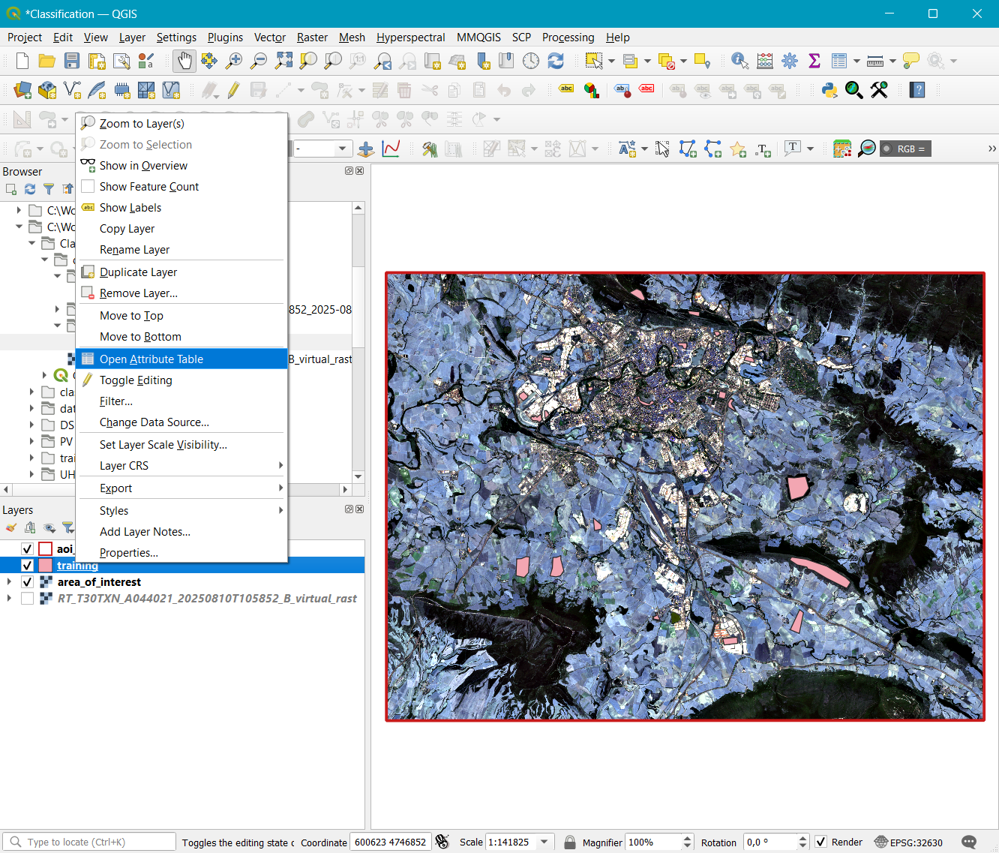 *Classification — QGIS
Project Edit View Layer Settings Plugins Vector Raster Mesh Hyperspectral MMQGIS SCP Processing Help
-
RGB =
Browser
C:\Wo
C:\Wo
Cla
852_2025-08
B_virtual_rast
clas
dat
DS
PV
trai
UH
Zoom to Layer(s)
Zoom to Selection
Show in Overview
Show Feature Count
Show Labels
Copy Layer
Rename Layer
Duplicate Layer
Remove Layer...
Move to Top
Move to Bottom
Open Attribute Table
Toggle Editing
Filter...
Change Data Source...
Set Layer Scale Visibility...
Layer CRS
Export
Styles
Add Layer Notes...
Properties...
Layers
aoi_
training
area_of_interest
RT_T30TXN_A044021_20250810T105852_B_virtual_rast
Type to locate (Ctrl+K) Toggles the editing state c Coordinate 600623 4746852 Scale 1:141825 Magnifier 100% Rotation 0,0 ° Render EPSG:32630